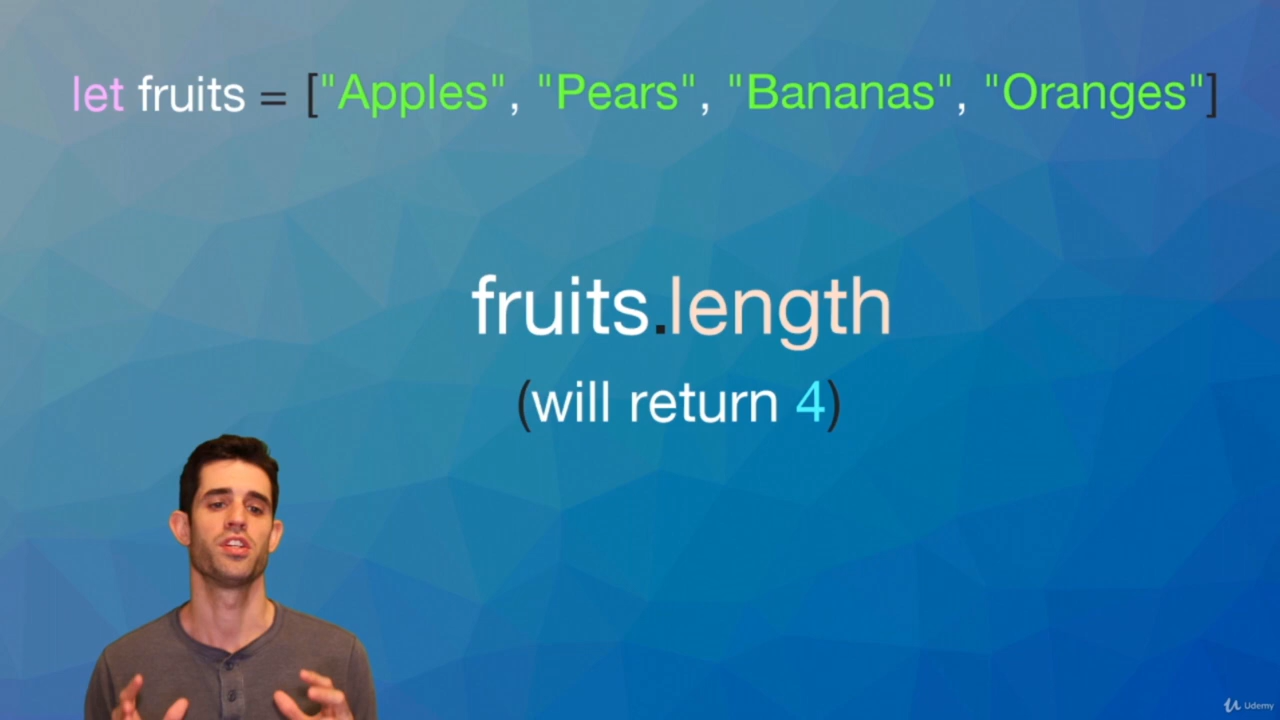 let fruits = ["Apples", "Pears", "Bananas", "Oranges"]
fruits.length
(will return 4)
Udemy